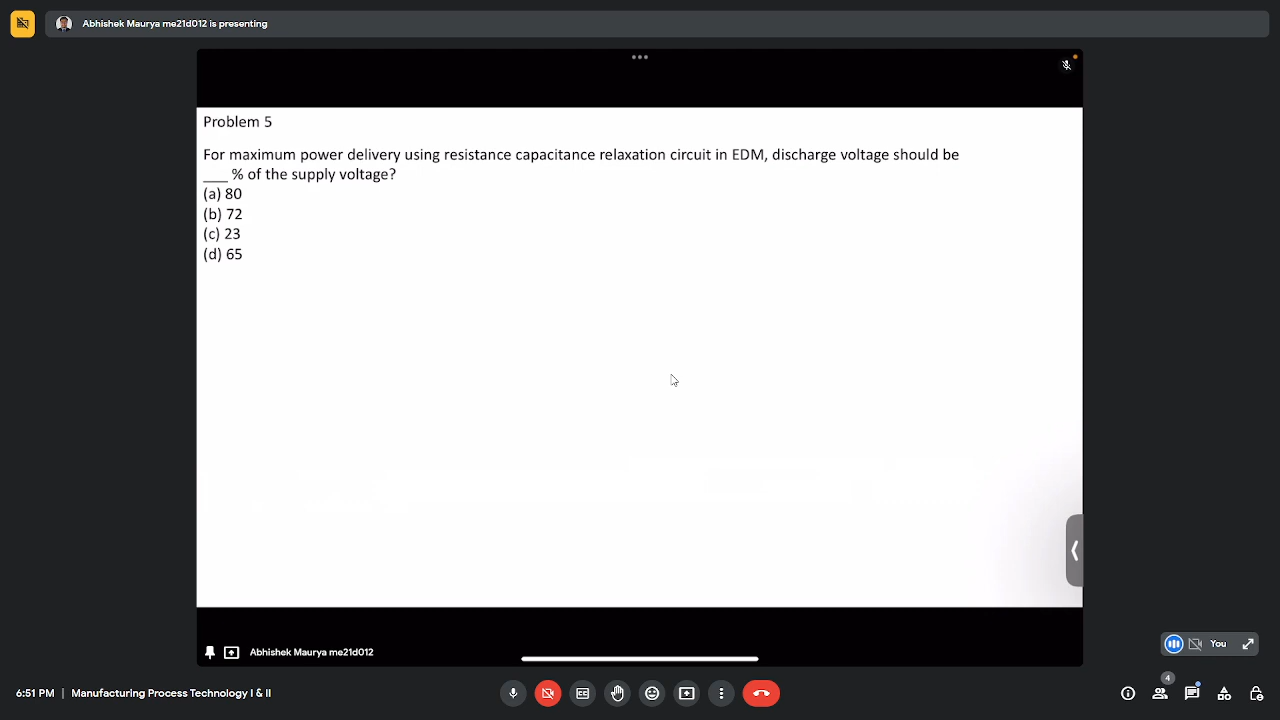 Abhishek Maurya me21d012 is presenting
Problem 5
For maximum power delivery using resistance capacitance relaxation circuit in EDM, discharge voltage should be
___ % of the supply voltage?
(a) 80
(b) 72
(c) 23
(d) 65
Abhishek Maurya me21d012
You
4
6:51 PM | Manufacturing Process Technology I & II